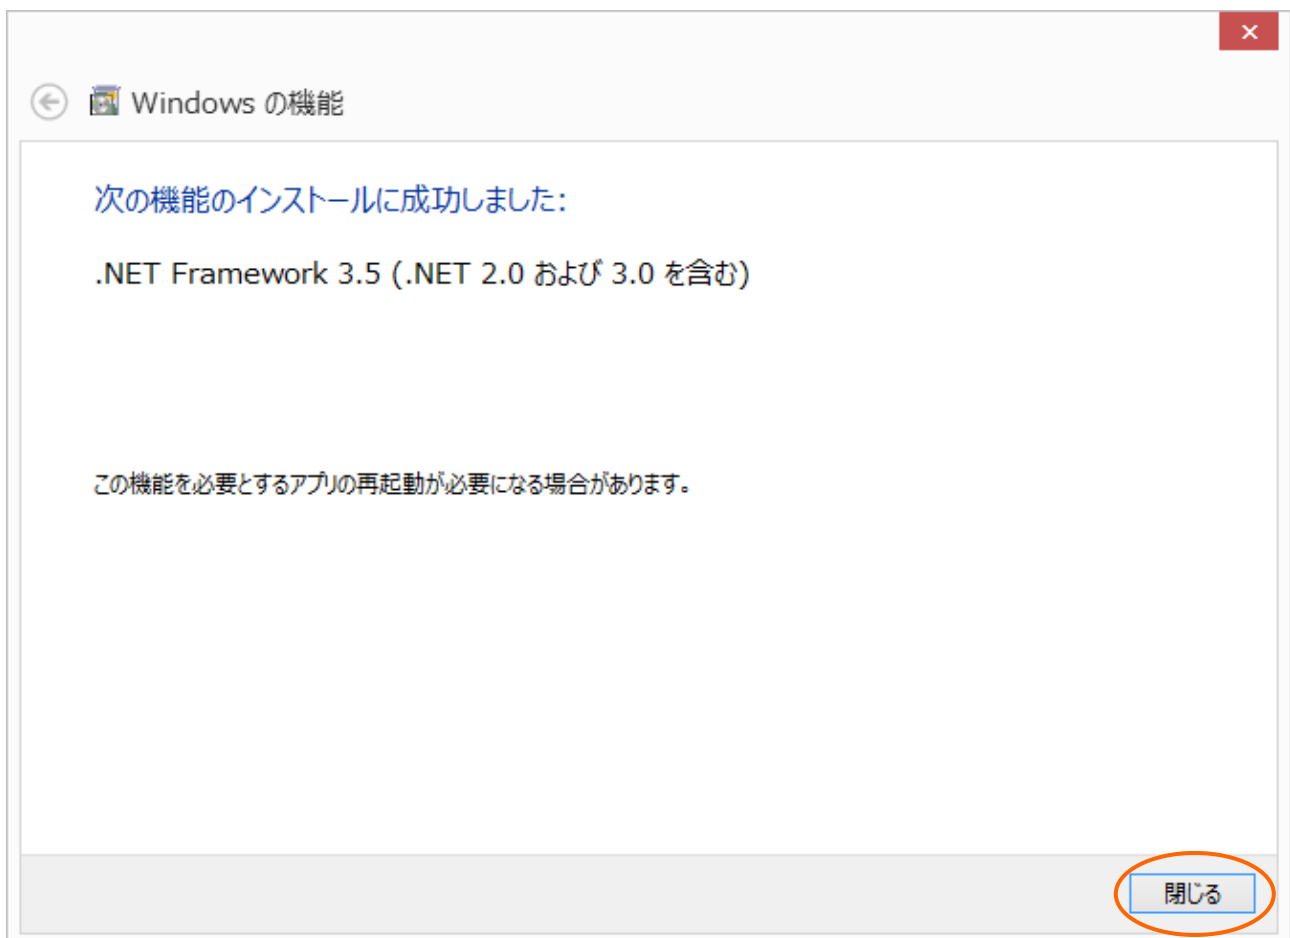 Windows の機能
次の機能のインストールに成功しました:
.NET Framework 3.5 (.NET 2.0 および 3.0 を含む)
この機能を必要とするアプリの再起動が必要になる場合があります。
閉じる